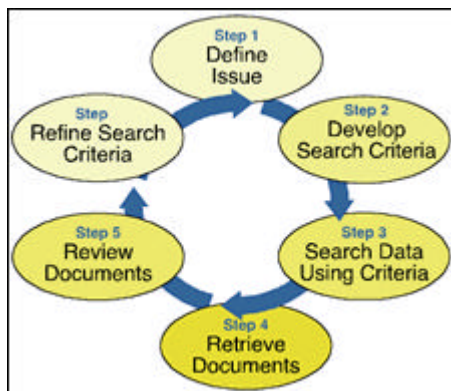 Step 1
Define
Issue
Step 2
Develop
Search Criteria
Step 3
Search Data
Using Criteria
Step 4
Retrieve
Documents
Step 5
Review
Documents
Step
Refine Search
Criteria